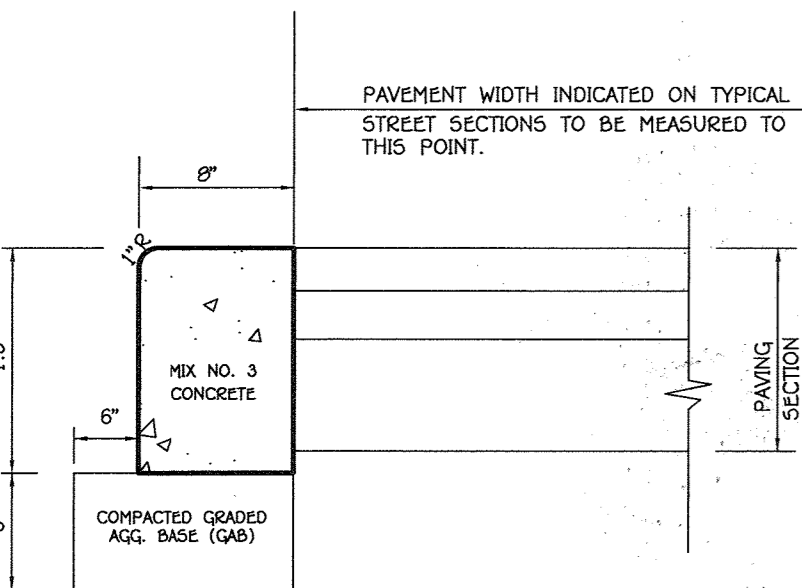 PAVEMENT WIDTH INDICATED ON TYPICAL
STREET SECTIONS TO BE MEASURED TO
THIS POINT.
8"
1" R
MIX NO. 3
CONCRETE
6"
PAVING
SECTION
COMPACTED GRADED
AGG. BASE (GAB)